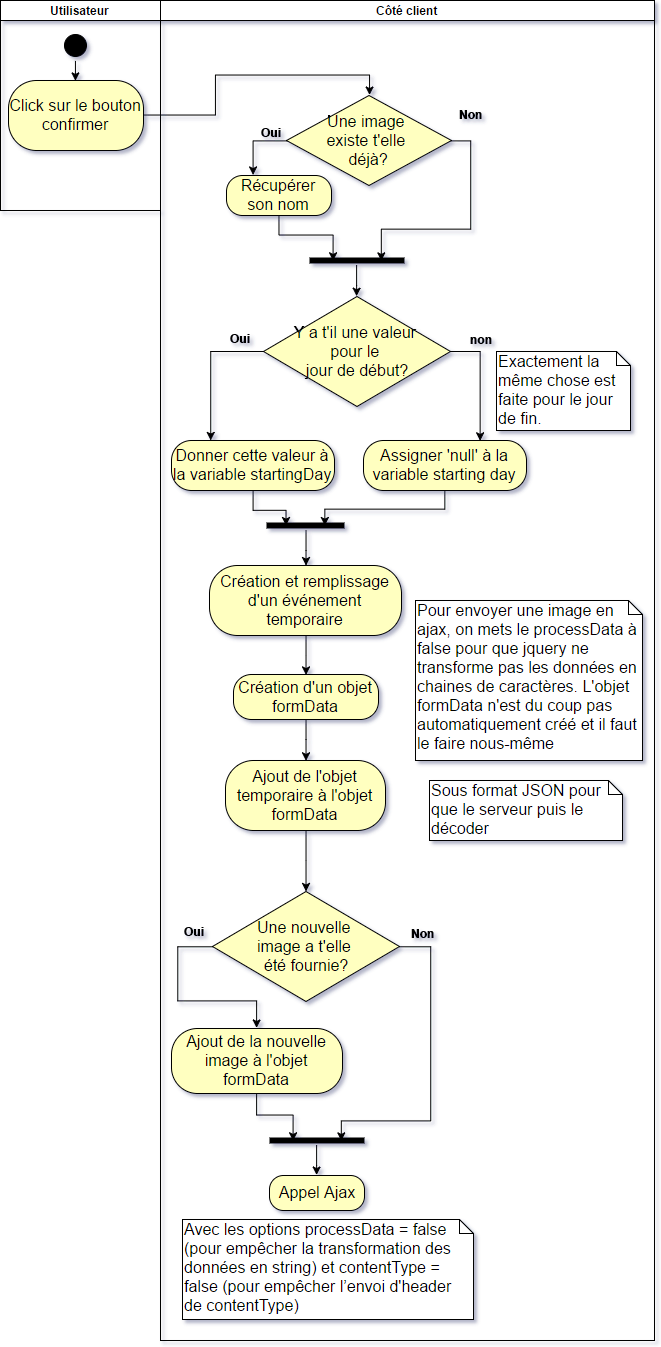 Utilisateur
Côté client
Click sur le bouton
confirmer
Une image
existe t'elle
déjà?
Oui
Non
Récupérer
son nom
Y a t'il une valeur
pour le
jour de début?
Oui
non
Exactement la
même chose est
faite pour le jour
de fin.
Donner cette valeur à
la variable startingDay
Assigner 'null' à la
variable starting day
Création et remplissage
d'un événement
temporaire
Pour envoyer une image en
ajax, on mets le processData à
false pour que jquery ne
transforme pas les données en
chaines de caractères. L'objet
formData n'est du coup pas
automatiquement créé et il faut
le faire nous-même
Création d'un objet
formData
Ajout de l'objet
temporaire à l'objet
formData
Sous format JSON pour
que le serveur puis le
décoder
Une nouvelle
image a t'elle
été fournie?
Oui
Non
Ajout de la nouvelle
image à l'objet
formData
Appel Ajax
Avec les options processData = false
(pour empêcher la transformation des
données en string) et contentType =
false (pour empêcher l'envoi d'header
de contentType)